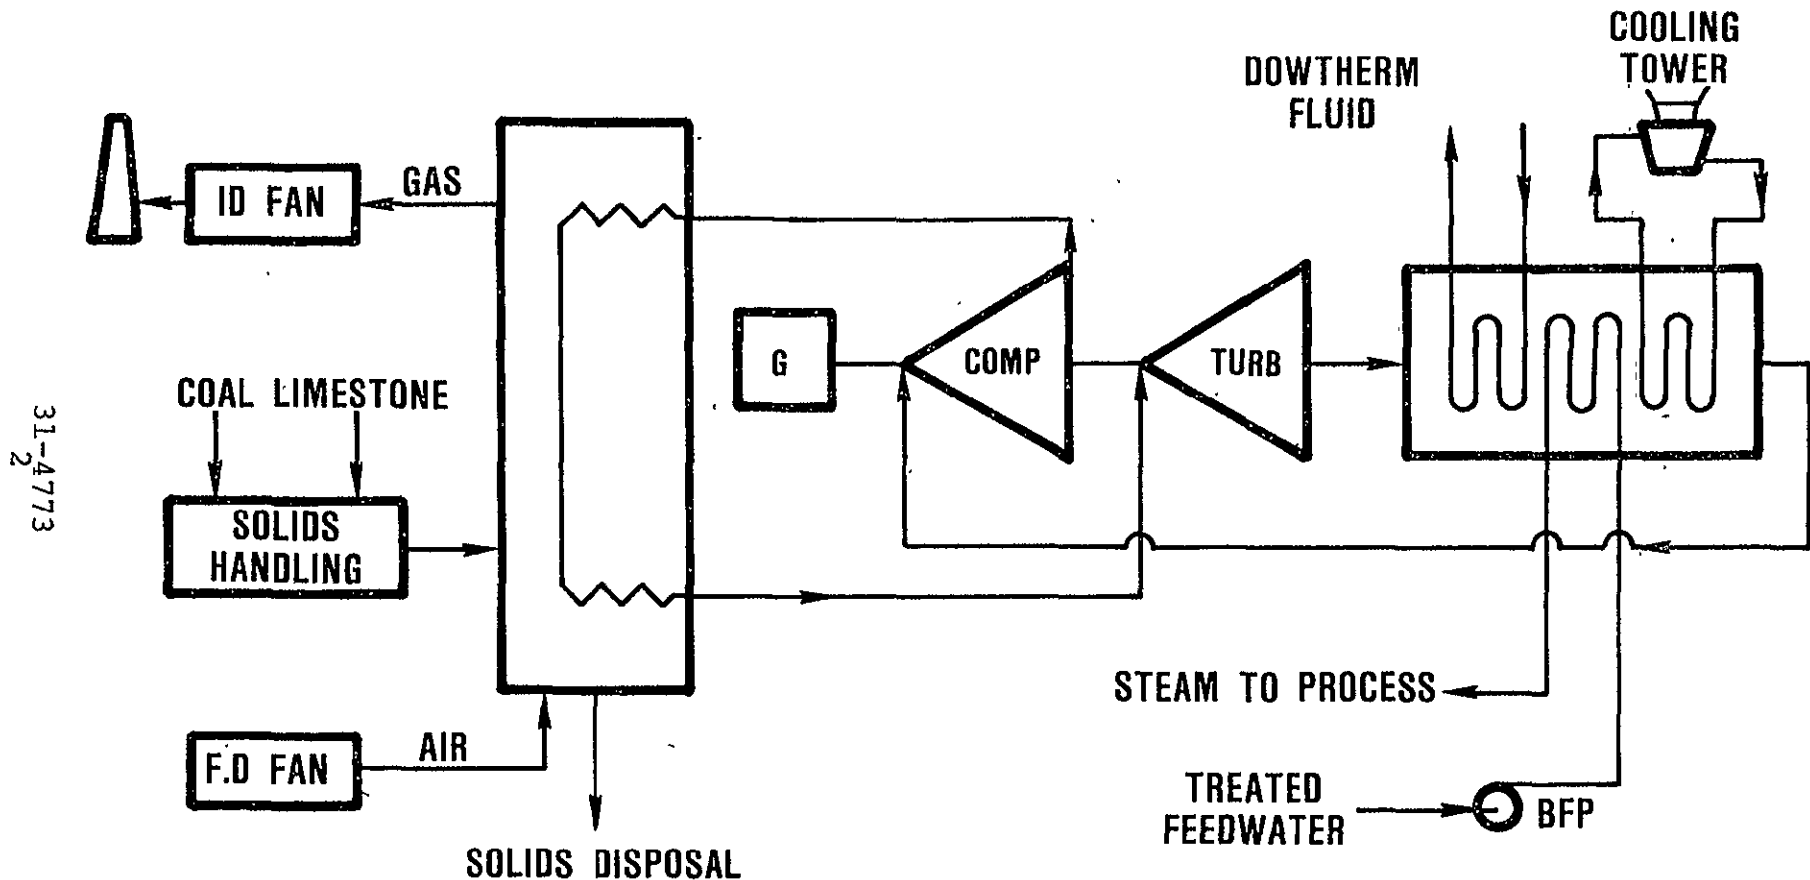 COOLING
TOWER
DOWTHERM
FLUID
ID FAN
GAS
G
COMP
TURB
COAL LIMESTONE
SOLIDS
HANDLING
31-4773
2
STEAM TO PROCESS
F.D FAN
AIR
TREATED
FEEDWATER
BFP
SOLIDS DISPOSAL